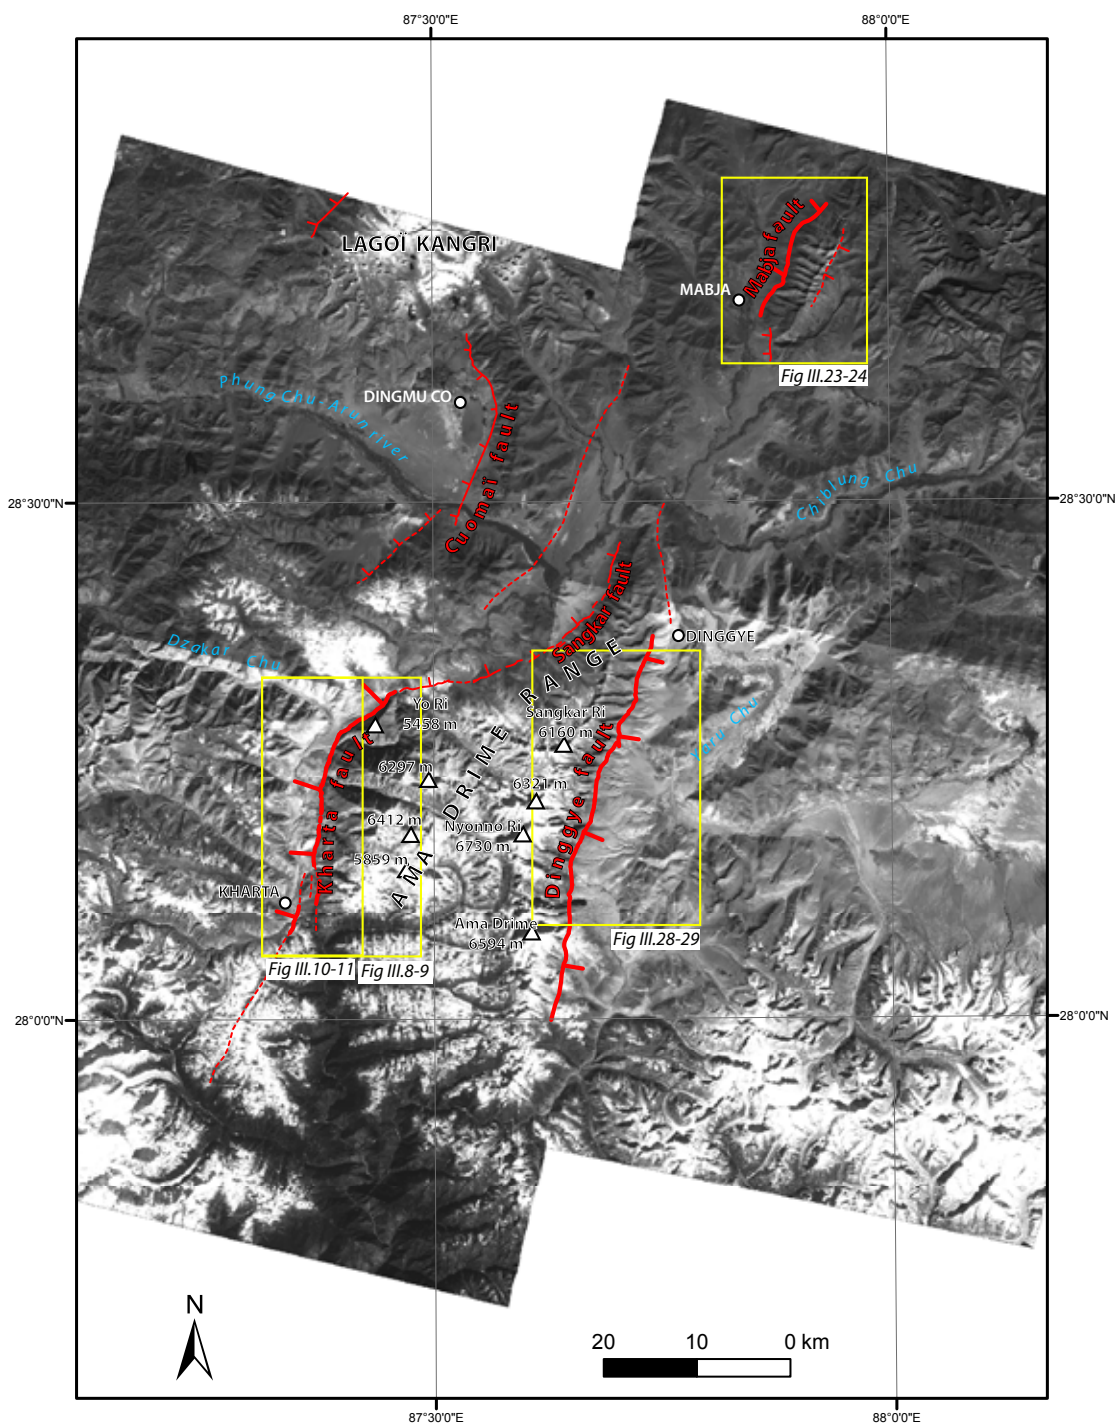 87°30'0"E
88°0'0"E
LAGOÏ KANGRI
Mabja fault
MABJA
Fig III.23-24
Phung Chu-Arun river
DINGMU CO
Cuomaï fault
Chiblung Chu
28°30'0"N
28°30'0"N
Sangkar fault
DINGGYE
Dzakar Chu
AMA DRIME RANGE
Yo Ri
5458 m
Sangkar Ri
6160 m
Yaru Chu
Kharta fault
6297 m
6321 m
Dinggye fault
6412 m
Nyonno Ri
6730 m
5859 m
KHARTA
Ama Drime
6594 m
Fig III.28-29
Fig III.10-11
Fig III.8-9
28°0'0"N
28°0'0"N
N
20 10 0 km
87°30'0"E
88°0'0"E